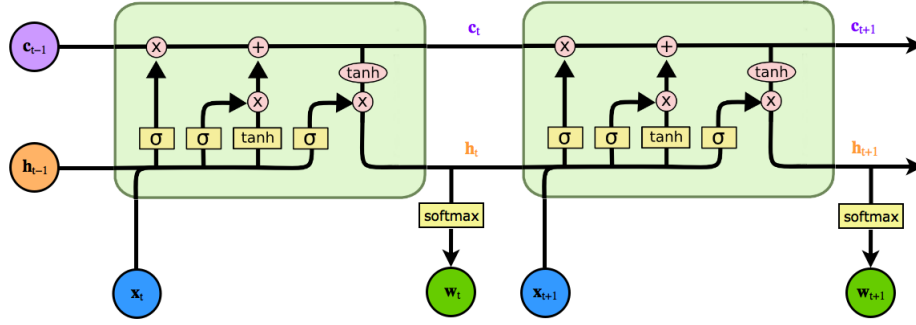 c_t c_{t+1}
c_{t-1} x + x +
tanh tanh
x x x x
σ σ tanh σ σ σ tanh σ
h_t h_{t+1}
h_{t-1}
softmax softmax
x_t w_t x_{t+1} w_{t+1}